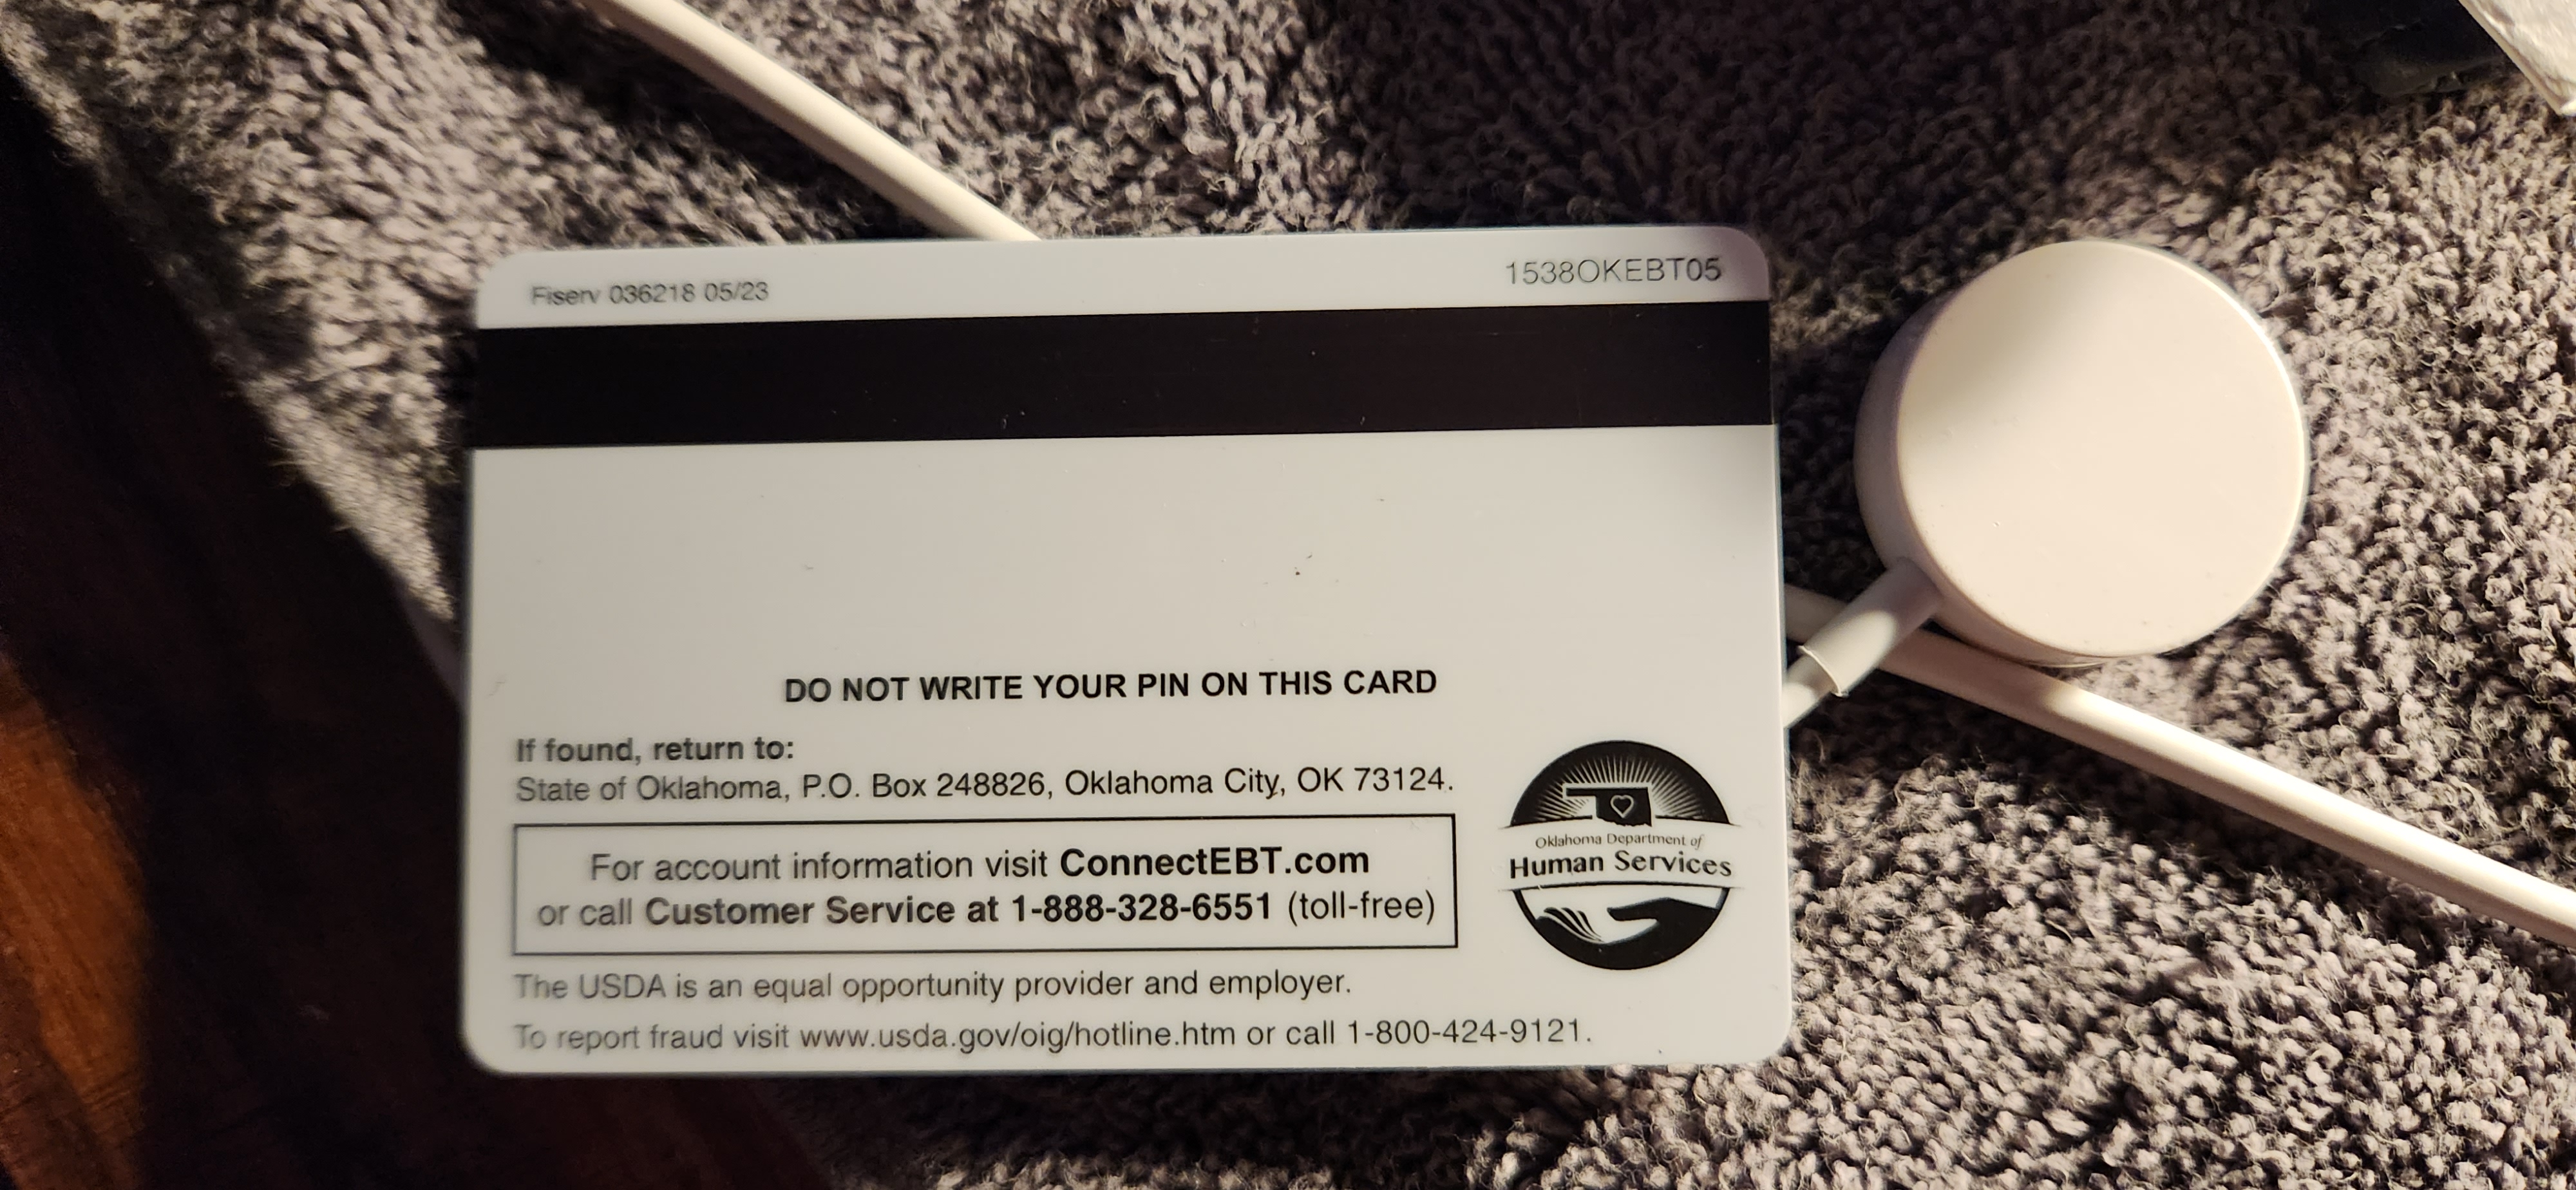 Fiserv 036218 05/23
1538OKEBT05
DO NOT WRITE YOUR PIN ON THIS CARD
If found, return to:
State of Oklahoma, P.O. Box 248826, Oklahoma City, OK 73124.
For account information visit ConnectEBT.com
or call Customer Service at 1-888-328-6551 (toll-free)
Oklahoma Department of
Human Services
The USDA is an equal opportunity provider and employer.
To report fraud visit www.usda.gov/oig/hotline.htm or call 1-800-424-9121.